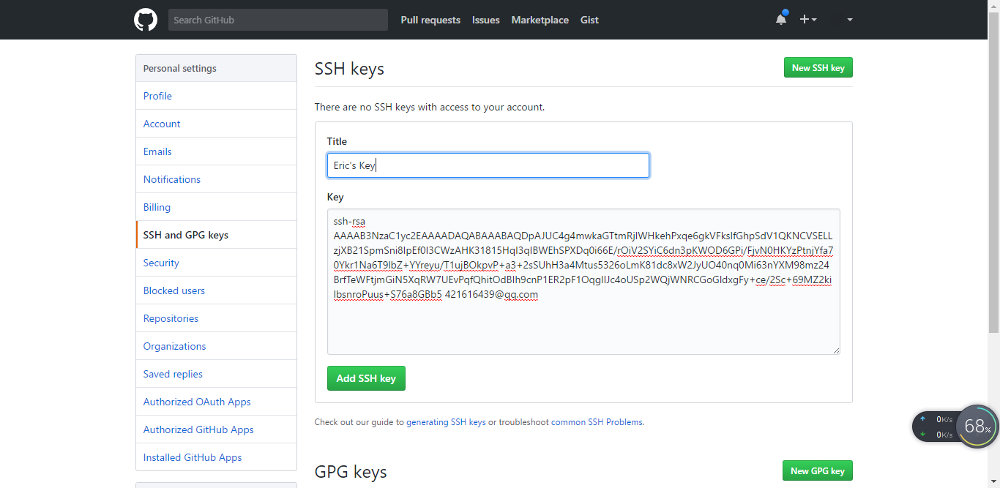 Search GitHub
Pull requests
Issues
Marketplace
Gist
Personal settings
Profile
Account
Emails
Notifications
Billing
SSH and GPG keys
Security
Blocked users
Repositories
Organizations
Saved replies
Authorized OAuth Apps
Authorized GitHub Apps
Installed GitHub Apps
SSH keys
New SSH key
There are no SSH keys with access to your account.
Title
Eric's Key
Key
ssh-rsa
AAAAB3NzaC1yc2EAAAADAQABAAABAQDpAJUC4g4mwkaGTtmRjIWHkehPxqe6gkVFksIfGhpSdV1QKNCVSELL
zjXB21SpmSni8IpEf0I3CWzAHK31815HqI3qIBWEhSPXDq0i66E/rOiV2SYiC6dn3pKWOD6GPi/FjvN0HKYzPtnjYfa7
0Ykr1Na6T9IbZ+YYreyu/T1ujBOkpvP+a3+2sSUhH3a4Mtus5326oLmK81dc8xW2JyUO40nq0Mi63nYXM98mz24
BrfTeWFtjmGiN5XqRW7UEvPqfQhitOdBIh9cnP1ER2pF1OqgIIJc4oUSp2WQjWNRCGoGIdxgFy+ce/2Sc+69MZ2ki
IbsnroPuus+S76a8GBb5 421616439@qq.com
Add SSH key
Check out our guide to generating SSH keys or troubleshoot common SSH Problems.
GPG keys
New GPG key
0K/s
0K/s
68%